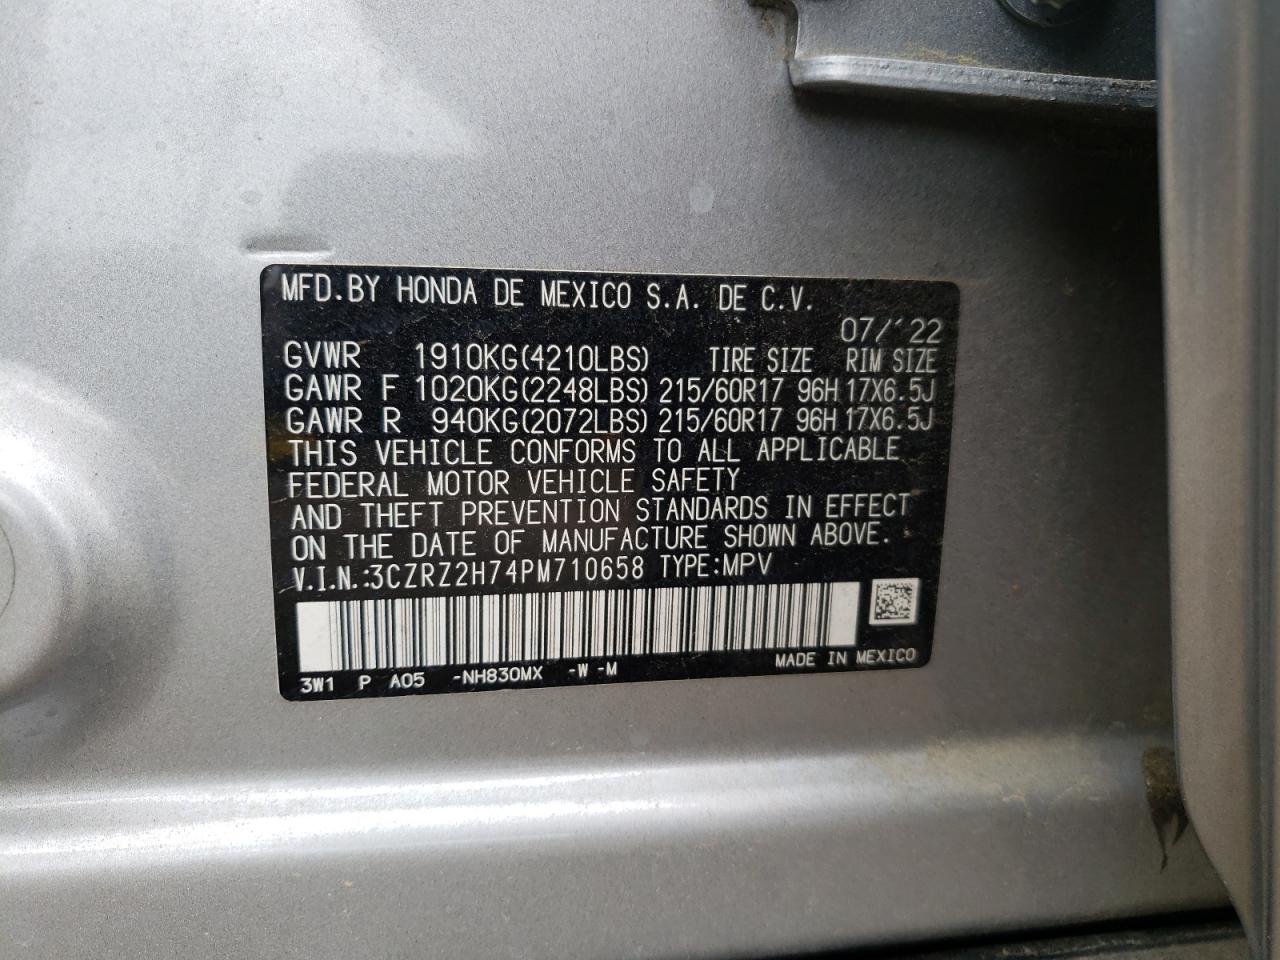 MFD.BY HONDA DE MEXICO S.A. DE C.V.
07/'22
GVWR 1910KG(4210LBS) TIRE SIZE RIM SIZE
GAWR F 1020KG(2248LBS) 215/60R17 96H 17X6.5J
GAWR R 940KG(2072LBS) 215/60R17 96H 17X6.5J
THIS VEHICLE CONFORMS TO ALL APPLICABLE
FEDERAL MOTOR VEHICLE SAFETY
AND THEFT PREVENTION STANDARDS IN EFFECT
ON THE DATE OF MANUFACTURE SHOWN ABOVE.
V.I.N.:3CZRZ2H74PM710658 TYPE:MPV
MADE IN MEXICO
3W1 P A05 -NH830MX -W -M